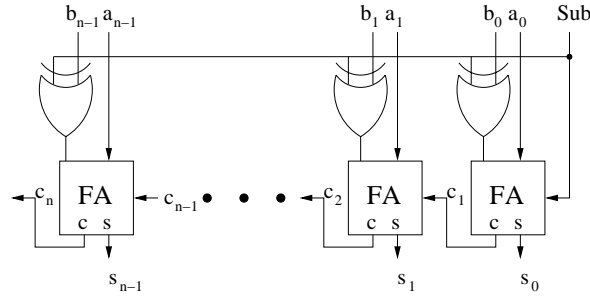 b_{n−1} a_{n−1} b_1 a_1 b_0 a_0 Sub
c_n FA c_{n−1} c_2 FA c_1 FA
c s c s c s
s_{n−1} s_1 s_0